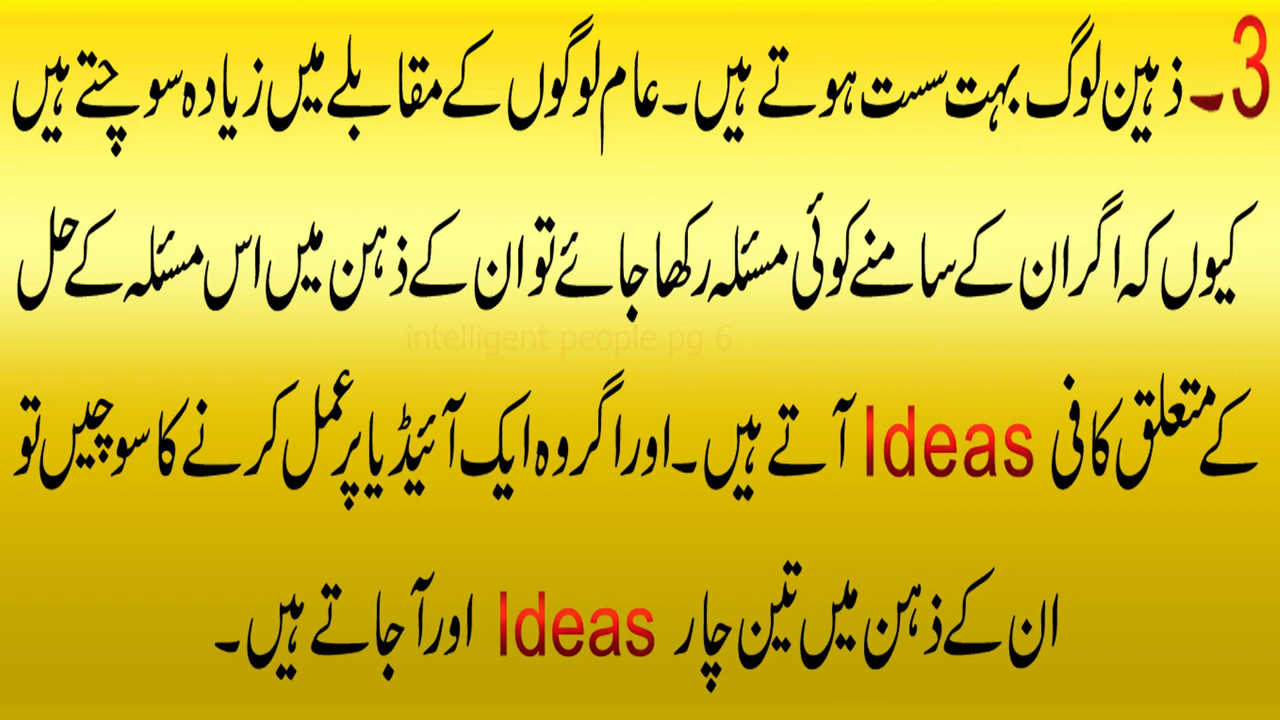 3۔ ذہین لوگ بہت سست ہوتے ہیں۔ عام لوگوں کے مقابلے میں زیادہ سوچتے ہیں
کیوں کہ اگر ان کے سامنے کوئی مسئلہ رکھا جائے تو ان کے ذہن میں اس مسئلہ کے حل
intelligent people pg 6
کے متعلق کافی Ideas آتے ہیں۔ اور اگر وہ ایک آئیڈیا پر عمل کرنے کا سوچیں تو
ان کے ذہن میں تین چار Ideas اور آ جاتے ہیں۔